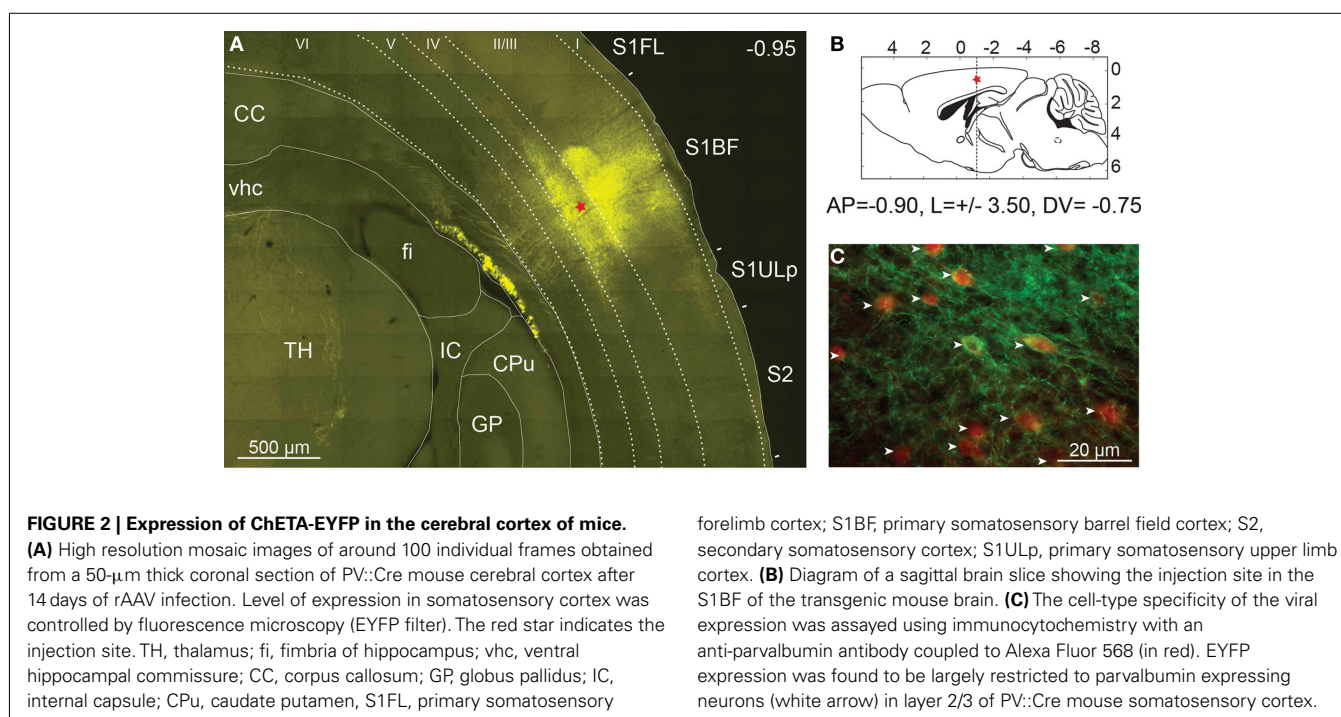 A
VI
V
IV
II/III
I
S1FL
-0.95
CC
S1BF
vhc
fi
S1ULp
TH
IC
CPu
S2
GP
500 µm
B
4 2 0 -2 -4 -6 -8
0
2
4
6
AP=-0.90, L=+/- 3.50, DV= -0.75
C
20 µm
FIGURE 2 | Expression of ChETA-EYFP in the cerebral cortex of mice.
(A) High resolution mosaic images of around 100 individual frames obtained
from a 50-µm thick coronal section of PV::Cre mouse cerebral cortex after
14 days of rAAV infection. Level of expression in somatosensory cortex was
controlled by fluorescence microscopy (EYFP filter). The red star indicates the
injection site. TH, thalamus; fi, fimbria of hippocampus; vhc, ventral
hippocampal commissure; CC, corpus callosum; GP, globus pallidus; IC,
internal capsule; CPu, caudate putamen, S1FL, primary somatosensory
forelimb cortex; S1BF, primary somatosensory barrel field cortex; S2,
secondary somatosensory cortex; S1ULp, primary somatosensory upper limb
cortex. (B) Diagram of a sagittal brain slice showing the injection site in the
S1BF of the transgenic mouse brain. (C) The cell-type specificity of the viral
expression was assayed using immunocytochemistry with an
anti-parvalbumin antibody coupled to Alexa Fluor 568 (in red). EYFP
expression was found to be largely restricted to parvalbumin expressing
neurons (white arrow) in layer 2/3 of PV::Cre mouse somatosensory cortex.